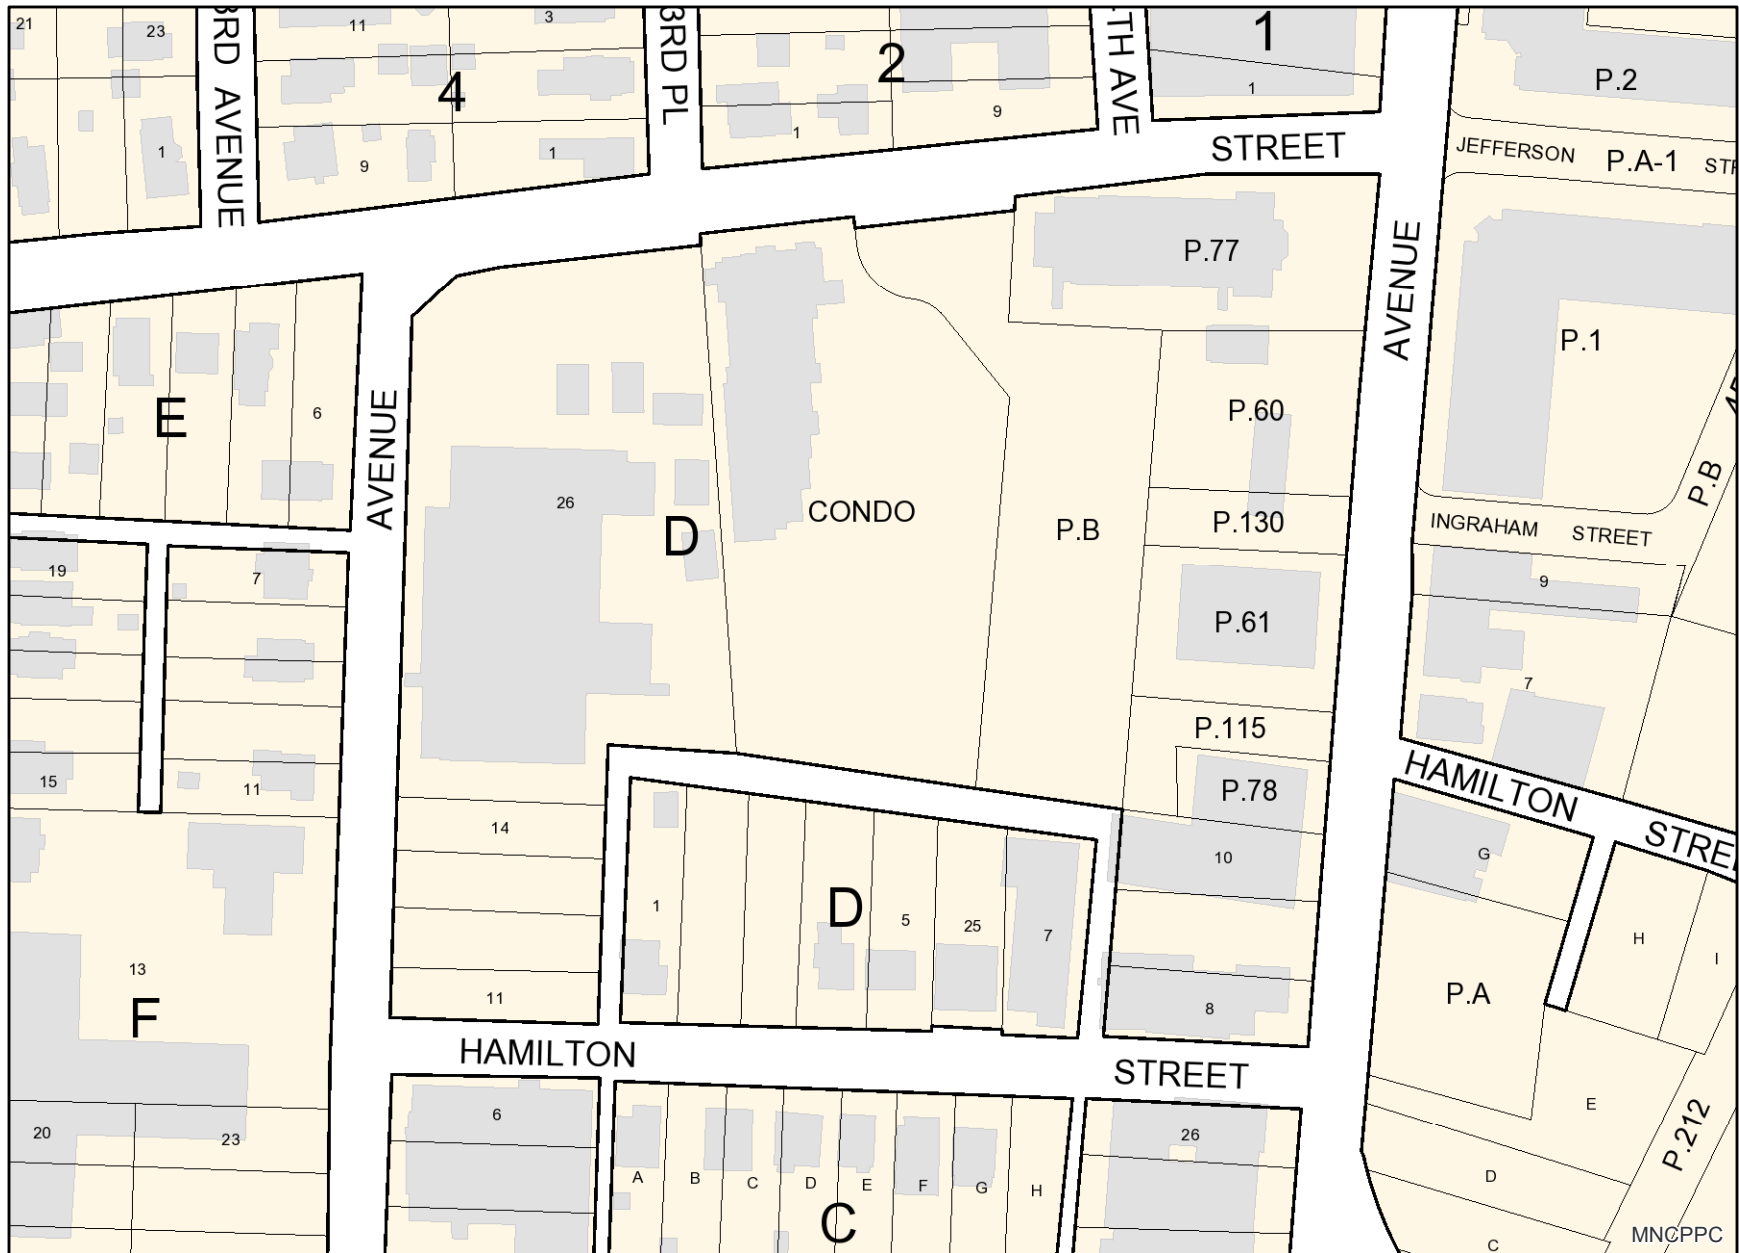 21
23
3RD AVENUE
11
3
3RD PL
2
TH AVE
1
1
P.2
4
1
9
1
9
1
STREET
JEFFERSON
P.A-1
P.77
AVENUE
P.1
E
6
AVENUE
26
D
CONDO
P.B
P.60
P.130
P.B
INGRAHAM STREET
19
7
P.61
9
7
15
11
P.115
P.78
HAMILTON
STREE
14
10
G
1
D
5
25
7
H
I
13
F
11
8
P.A
HAMILTON
STREET
6
26
E
20
23
P.212
A
B
C
D
E
F
G
H
D
C
C
MNCPPC